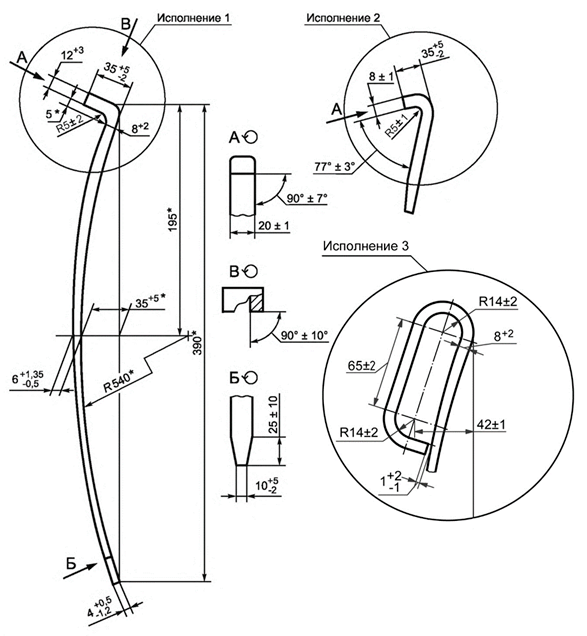 Исполнение 1
В
А
12+3
35+5-2
5*
R5±2
8+2
195*
390*
35+5*
R540*
6+1,35-0,5
Б
4+0,5-1,2
А
90° ± 7°
20 ± 1
В
90° ± 10°
Б
25 ± 10
10+5-2
Исполнение 2
35+5-2
8 ± 1
А
R5±1
77° ± 3°
Исполнение 3
R14±2
8+2
65±2
R14±2
42±1
1+2-1